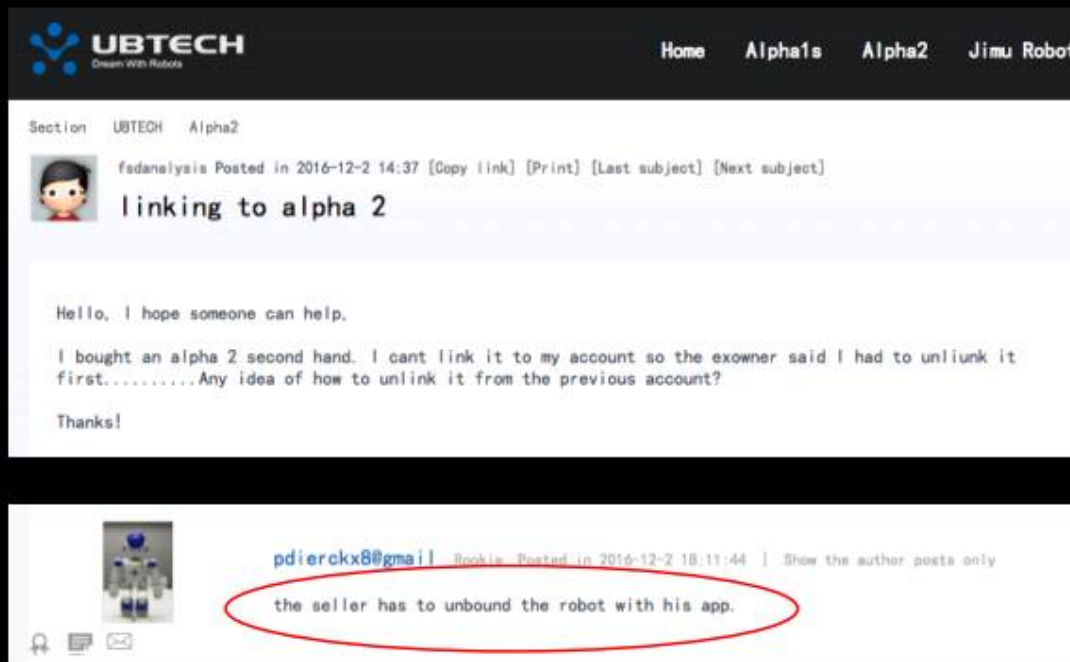 UBTECH
Dream With Robots
Home Alpha1s Alpha2 Jimu Robot
Section UBTECH Alpha2
fsdanalysis Posted in 2016-12-2 14:37 [Copy link] [Print] [Last subject] [Next subject]
linking to alpha 2
Hello, I hope someone can help,
I bought an alpha 2 second hand. I cant link it to my account so the exowner said I had to unliunk it
first..........Any idea of how to unlink it from the previous account?
Thanks!
pdierckx8@gmail Rookie Posted in 2016-12-2 18:11:44 | Show the author posts only
the seller has to unbound the robot with his app.